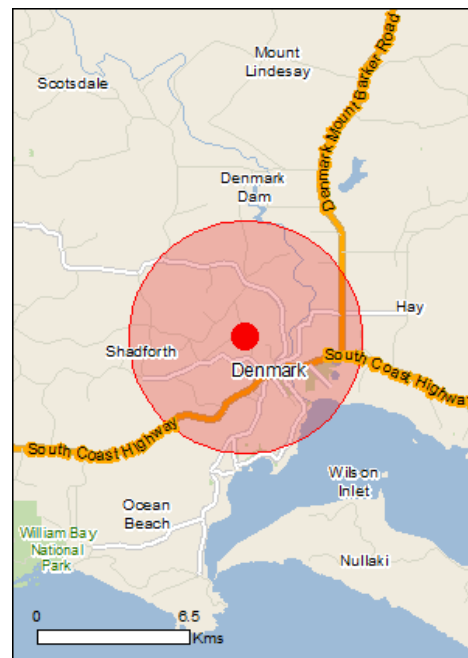 Mount
Lindesay
Scotsdale
Denmark Mount Barker Road
Denmark
Dam
Hay
Shadforth
South Coast Highway
Denmark
South Coast Highway
Wilson
Inlet
Ocean
Beach
William Bay
National
Park
Nullaki
0 6.5
Kms